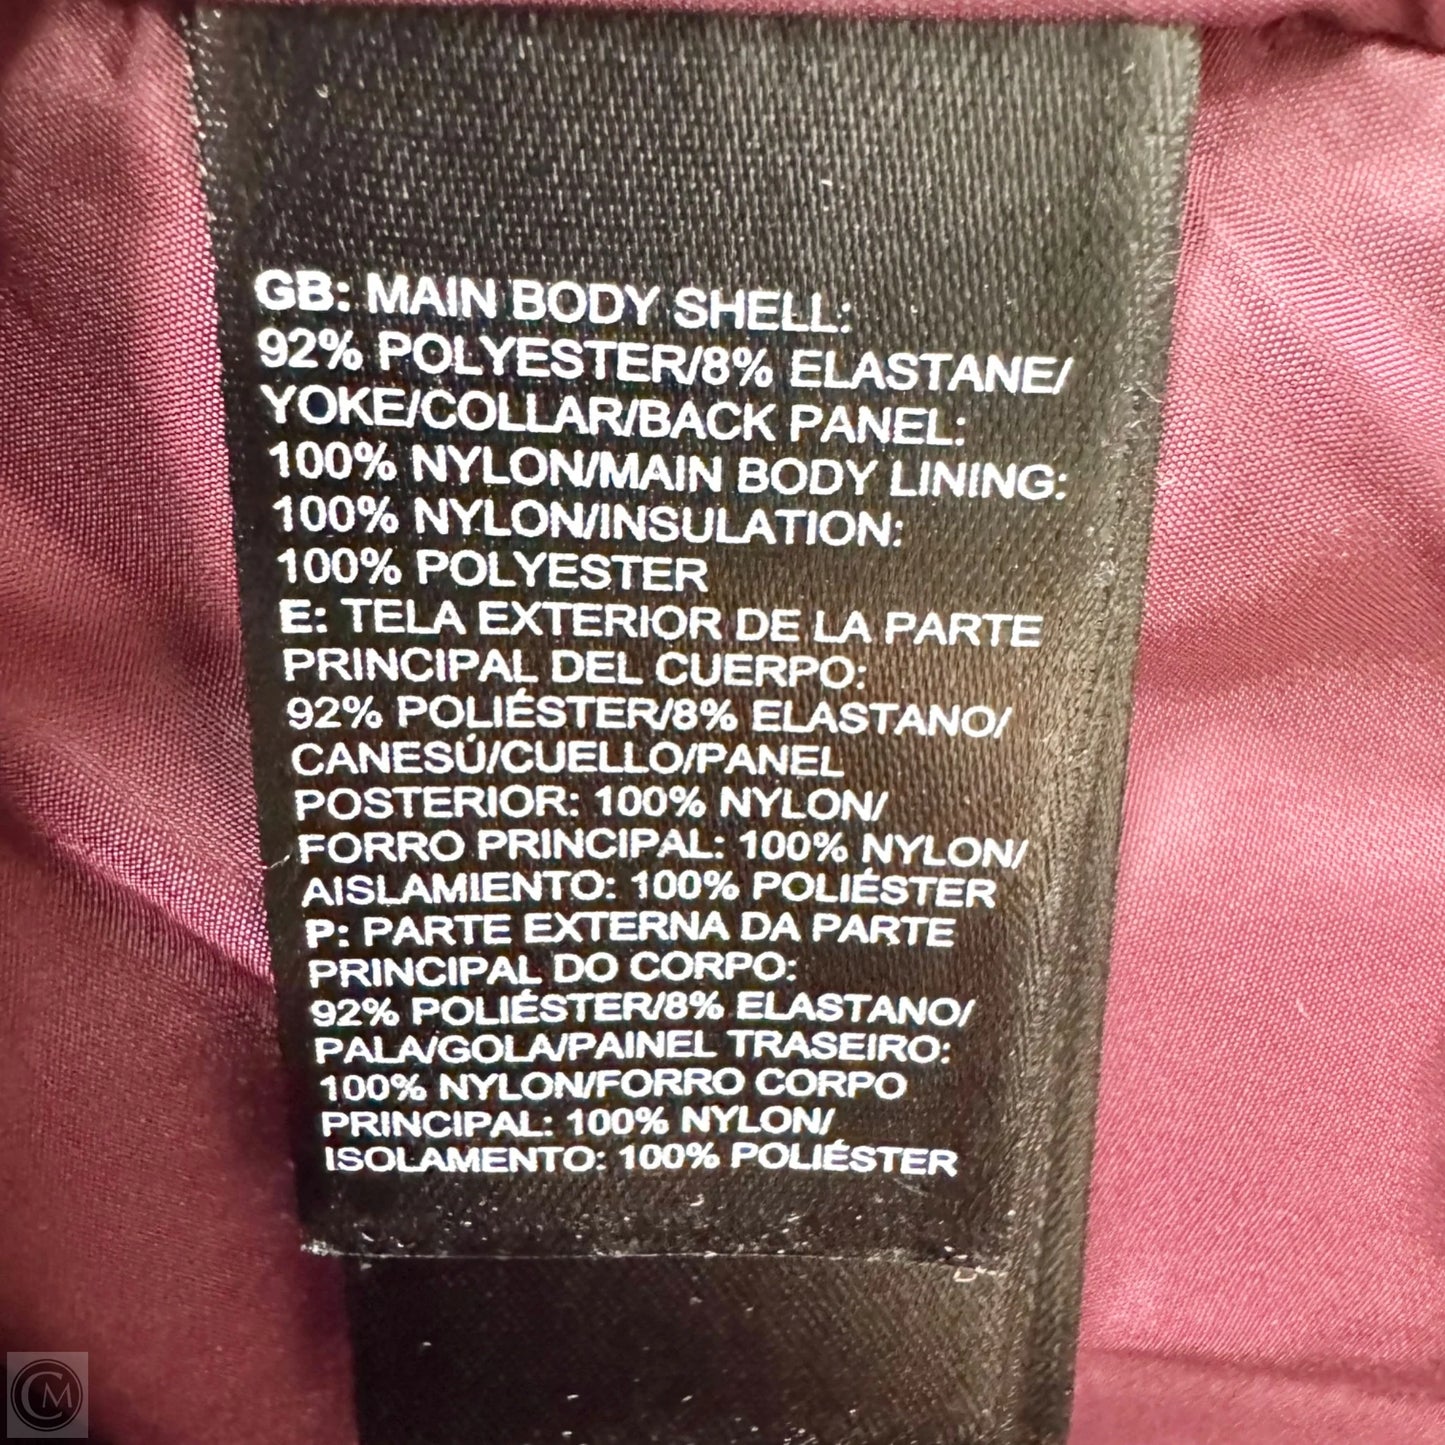 GB: MAIN BODY SHELL:
92% POLYESTER/8% ELASTANE/
YOKE/COLLAR/BACK PANEL:
100% NYLON/MAIN BODY LINING:
100% NYLON/INSULATION:
100% POLYESTER
E: TELA EXTERIOR DE LA PARTE
PRINCIPAL DEL CUERPO:
92% POLIÉSTER/8% ELASTANO/
CANESÚ/CUELLO/PANEL
POSTERIOR: 100% NYLON/
FORRO PRINCIPAL: 100% NYLON/
AISLAMIENTO: 100% POLIÉSTER
P: PARTE EXTERNA DA PARTE
PRINCIPAL DO CORPO:
92% POLIÉSTER/8% ELASTANO/
PALA/GOLA/PAINEL TRASEIRO:
100% NYLON/FORRO CORPO
PRINCIPAL: 100% NYLON/
ISOLAMENTO: 100% POLIÉSTER
CM